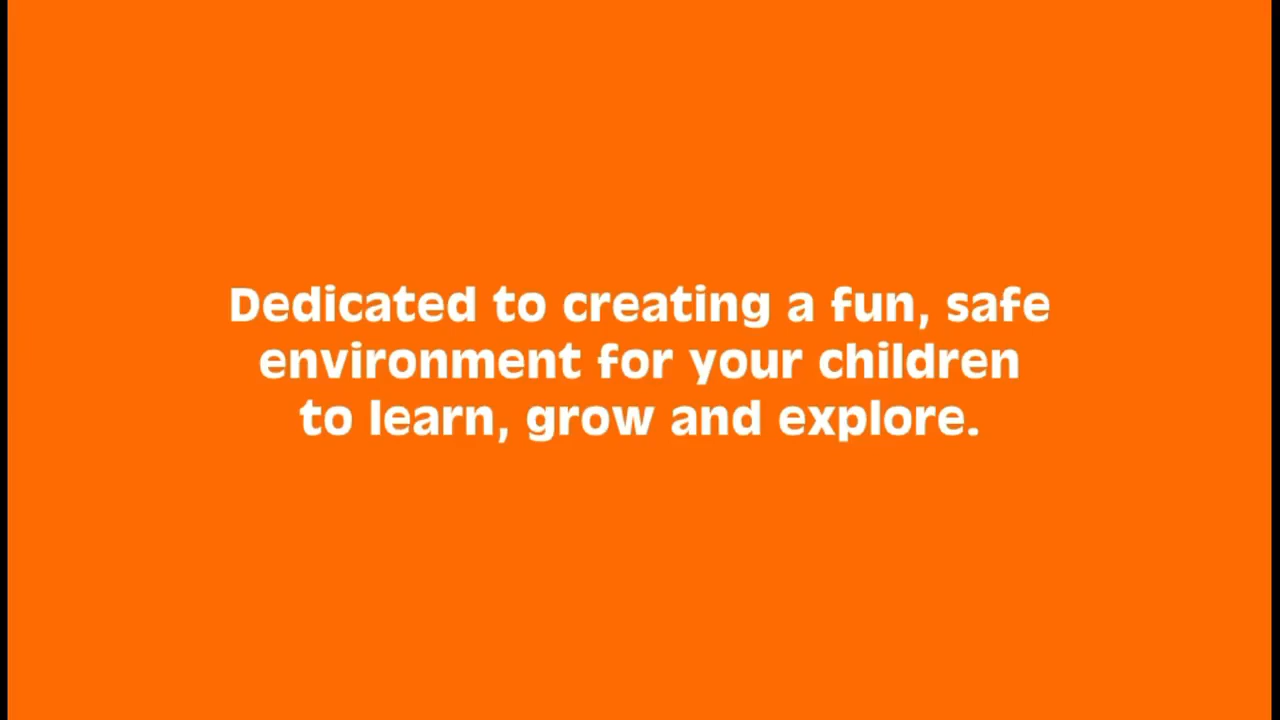 Dedicated to creating a fun, safe
environment for your children
to learn, grow and explore.